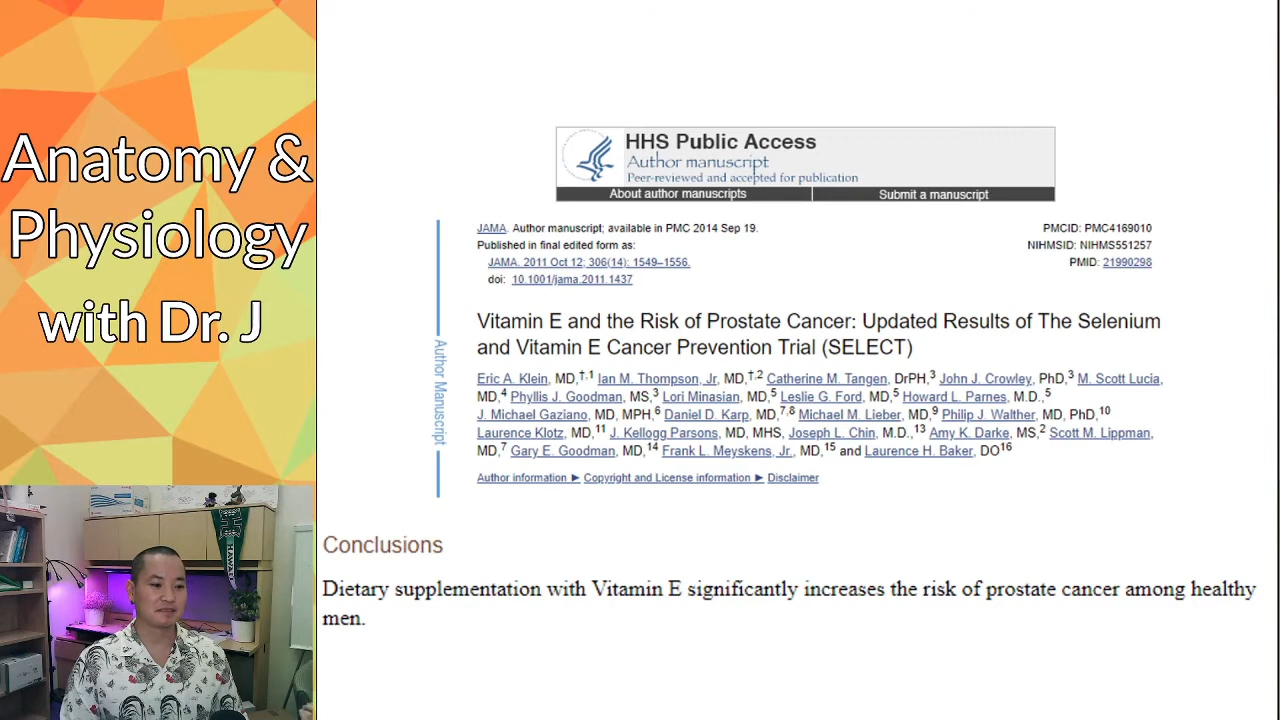 Anatomy &
Physiology
with Dr. J
HHS Public Access
Author manuscript
Peer-reviewed and accepted for publication
About author manuscripts
Submit a manuscript
JAMA. Author manuscript; available in PMC 2014 Sep 19.
Published in final edited form as:
JAMA. 2011 Oct 12; 306(14): 1549–1556.
doi: 10.1001/jama.2011.1437
PMCID: PMC4169010
NIHMSID: NIHMS551257
PMID: 21990298
Author Manuscript
Vitamin E and the Risk of Prostate Cancer: Updated Results of The Selenium
and Vitamin E Cancer Prevention Trial (SELECT)
Eric A. Klein, MD,†,1 Ian M. Thompson, Jr, MD,†,2 Catherine M. Tangen, DrPH,3 John J. Crowley, PhD,3 M. Scott Lucia,
MD,4 Phyllis J. Goodman, MS,3 Lori Minasian, MD,5 Leslie G. Ford, MD,5 Howard L. Parnes, M.D.,5
J. Michael Gaziano, MD, MPH,6 Daniel D. Karp, MD,7,8 Michael M. Lieber, MD,9 Philip J. Walther, MD, PhD,10
Laurence Klotz, MD,11 J. Kellogg Parsons, MD, MHS, Joseph L. Chin, M.D.,13 Amy K. Darke, MS,2 Scott M. Lippman,
MD,7 Gary E. Goodman, MD,14 Frank L. Meyskens, Jr., MD,15 and Laurence H. Baker, DO16
Author information ► Copyright and License information ► Disclaimer
Conclusions
Dietary supplementation with Vitamin E significantly increases the risk of prostate cancer among healthy
men.